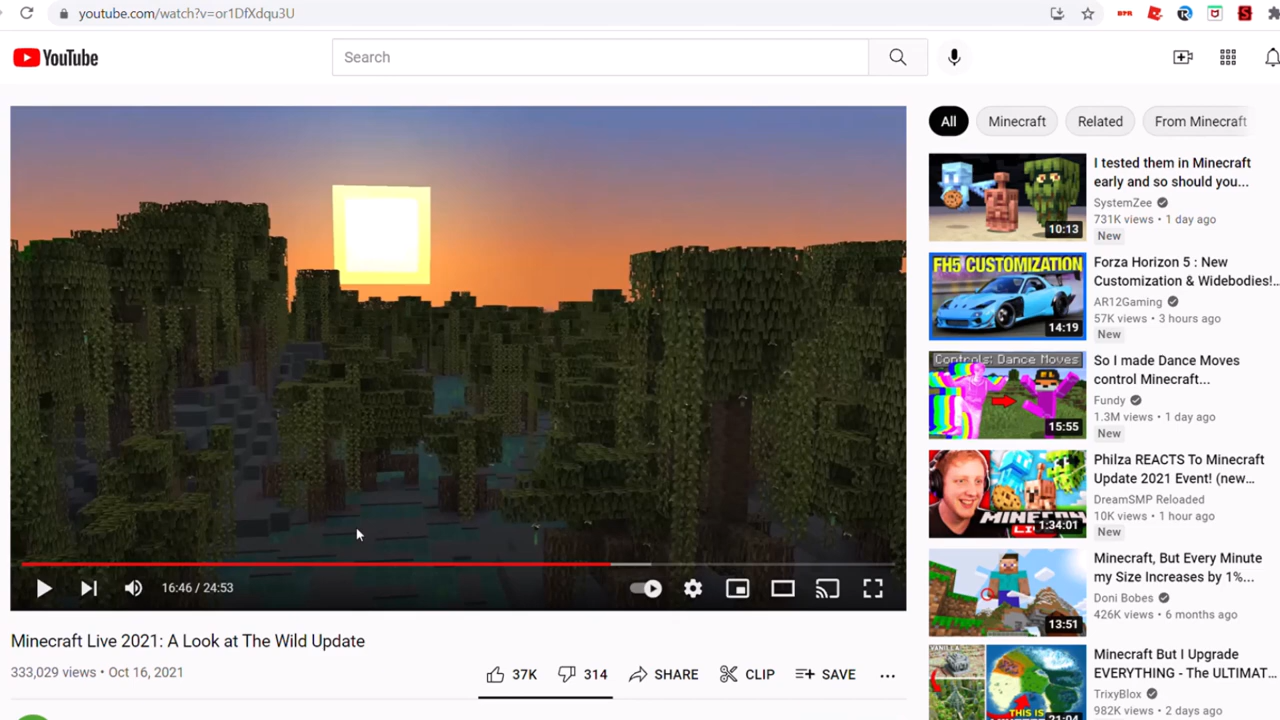 youtube.com/watch?v=or1DfXdqu3U
YouTube
Search
All
Minecraft
Related
From Minecraft
I tested them in Minecraft
early and so should you...
SystemZee
731K views • 1 day ago
New
10:13
FH5 CUSTOMIZATION
14:19
Forza Horizon 5 : New
Customization & Widebodies!...
AR12Gaming
57K views • 3 hours ago
New
Controls: Dance Moves
15:55
So I made Dance Moves
control Minecraft...
Fundy
1.3M views • 1 day ago
New
1:34:01
Philza REACTS To Minecraft
Update 2021 Event! (new...
DreamSMP Reloaded
10K views • 1 hour ago
New
13:51
Minecraft, But Every Minute
my Size Increases by 1%...
Doni Bobes
426K views • 6 months ago
VANILLA
THIS IS
21:04
Minecraft But I Upgrade
EVERYTHING - The ULTIMAT...
TrixyBlox
982K views • 2 days ago
16:46 / 24:53
Minecraft Live 2021: A Look at The Wild Update
333,029 views • Oct 16, 2021
37K
314
SHARE
CLIP
SAVE